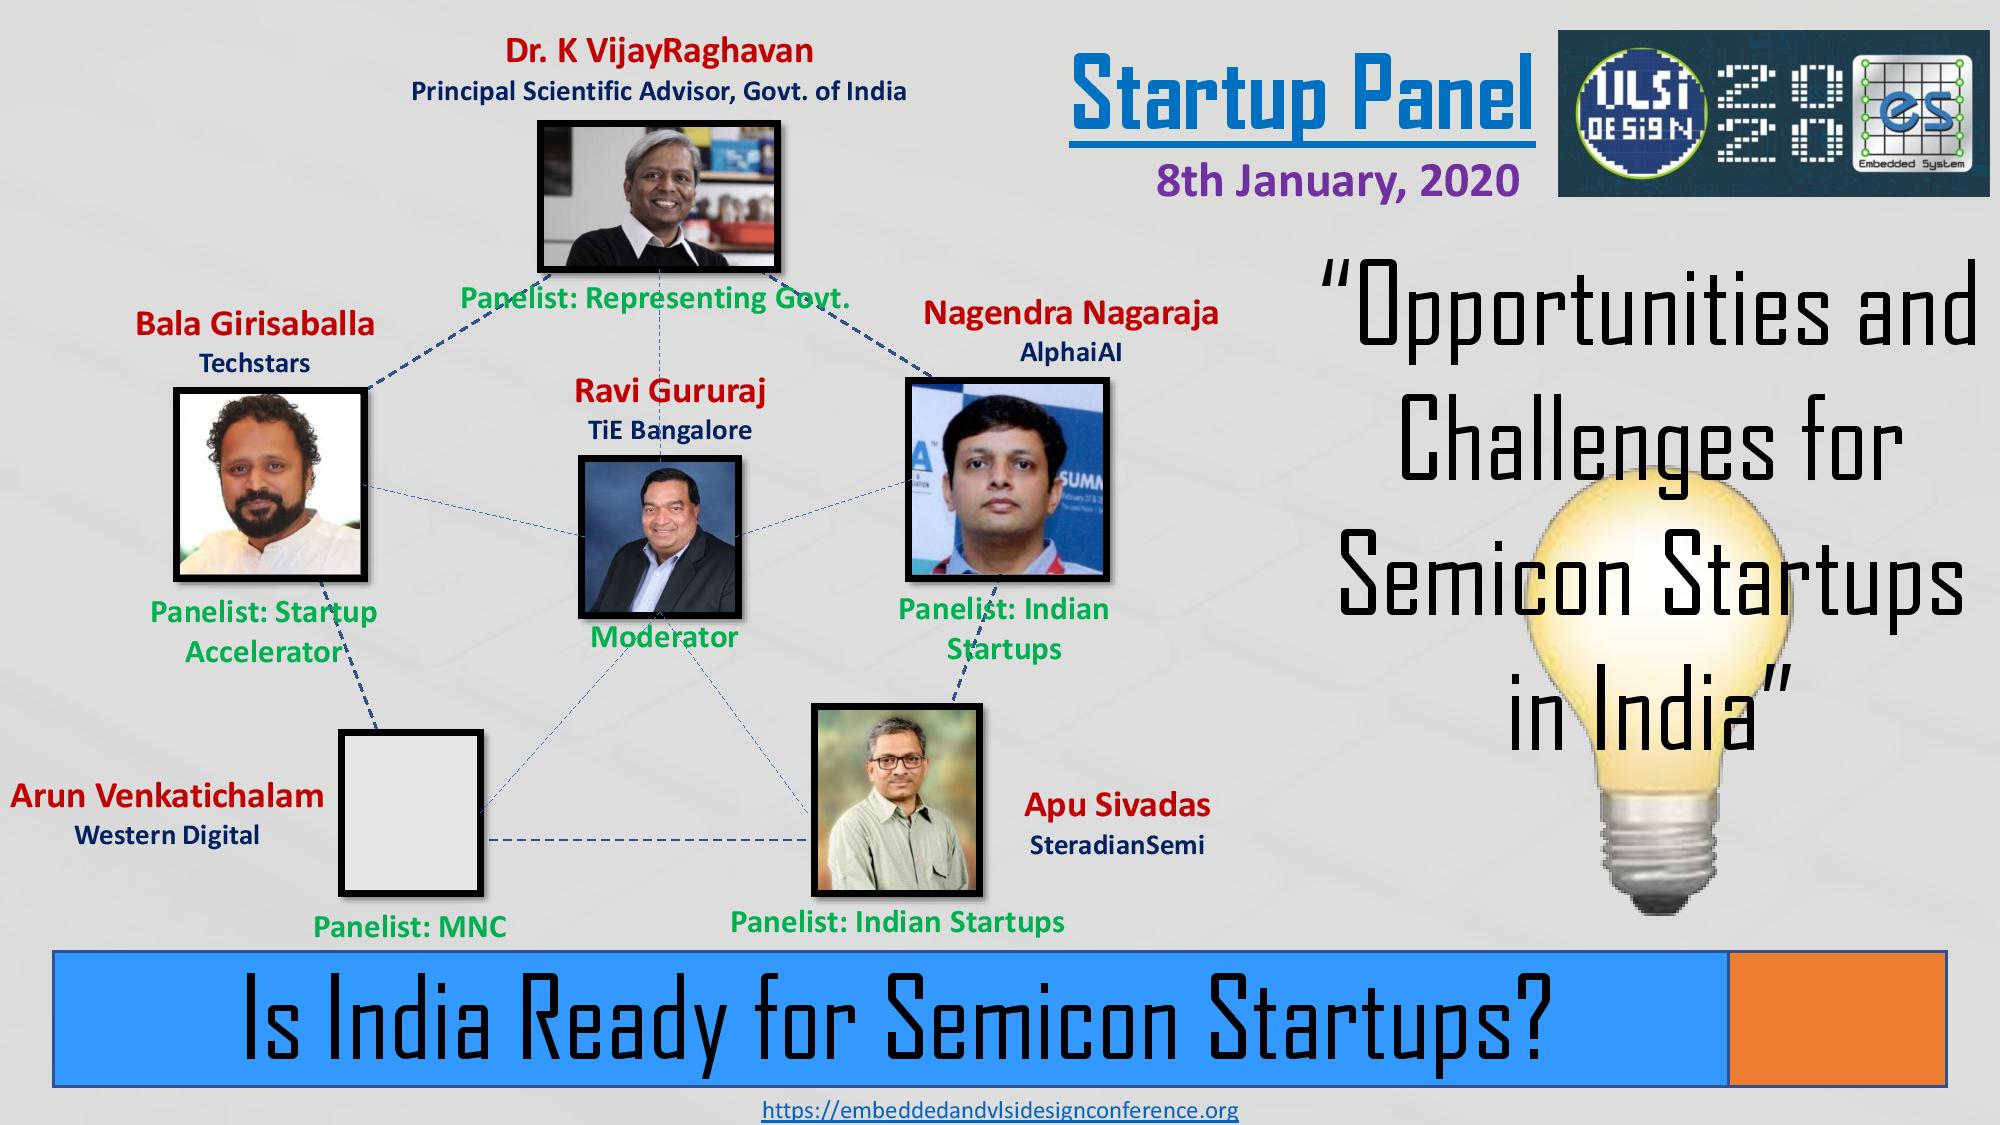 Dr. K VijayRaghavan
Principal Scientific Advisor, Govt. of India
Panelist: Representing Govt.
Startup Panel
8th January, 2020
VLSi
DESiGN
20
20
es
Embedded System
Bala Girisaballa
Techstars
Panelist: Startup
Accelerator
Ravi Gururaj
TiE Bangalore
Moderator
Nagendra Nagaraja
AlphaiAI
A
SUMM
Panelist: Indian
Startups
“Opportunities and
Challenges for
Semicon Startups
in India”
Arun Venkatichalam
Western Digital
Panelist: MNC
Apu Sivadas
SteradianSemi
Panelist: Indian Startups
Is India Ready for Semicon Startups?
https://embeddedandvlsidesignconference.org